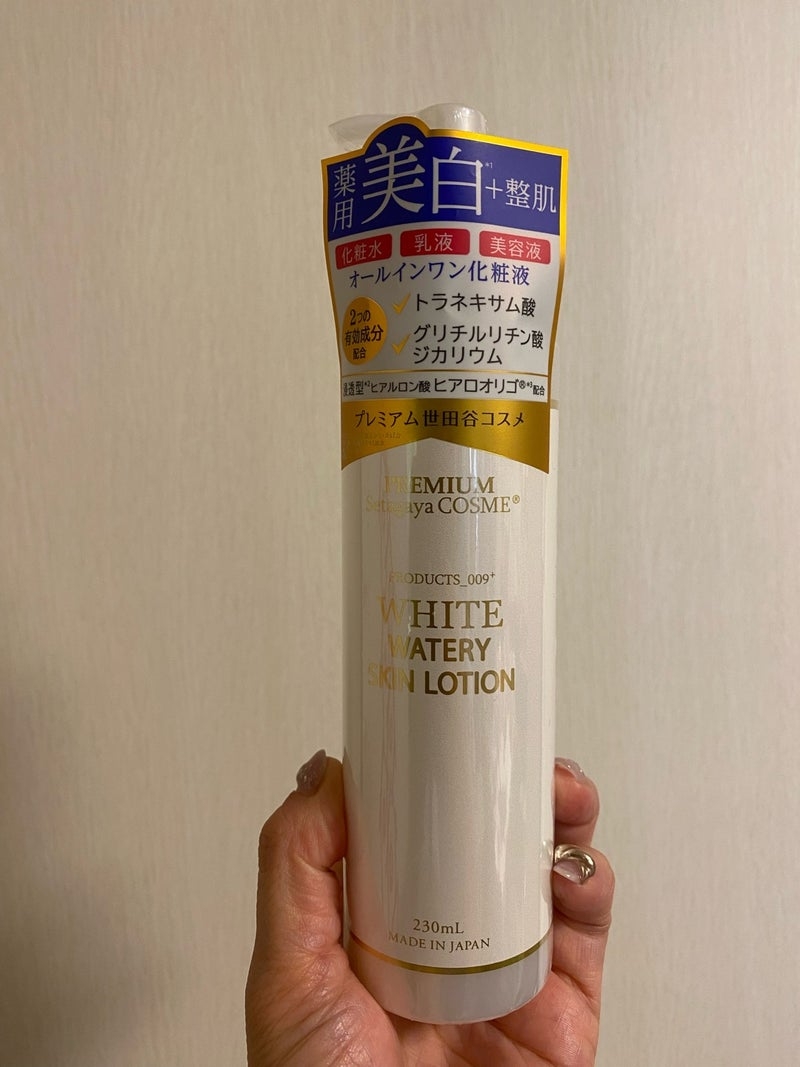 薬用
美白*1+整肌
化粧水 乳液 美容液
オールインワン化粧液
2つの
有効成分
配合
トラネキサム酸
グリチルリチン酸
ジカリウム
浸透型*2ヒアルロン酸 ヒアロオリゴ®*3配合
プレミアム世田谷コスメ
PREMIUM
Setagaya COSME®
PRODUCTS_009+
WHITE
WATERY
SKIN LOTION
230mL
MADE IN JAPAN